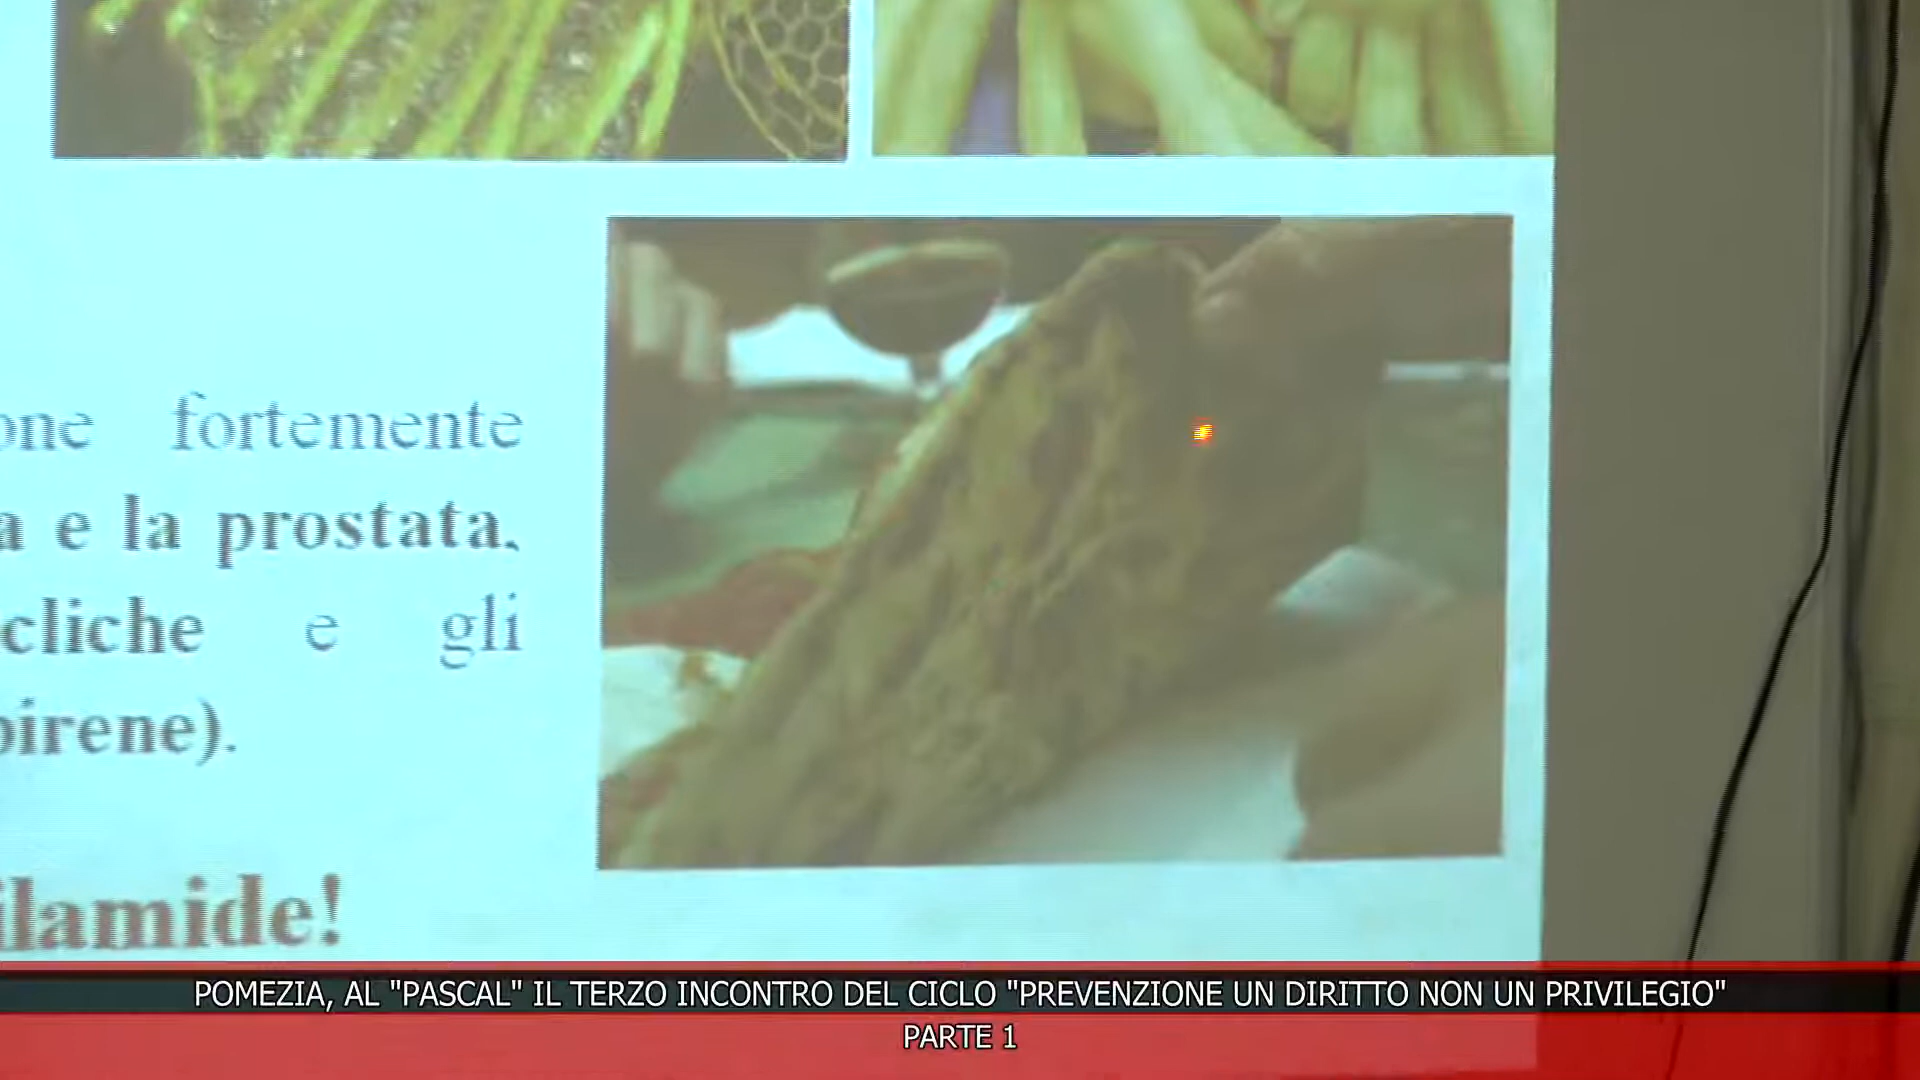 one fortemente
a e la prostata,
cliche e gli
pirene).
ilamide!
POMEZIA, AL "PASCAL" IL TERZO INCONTRO DEL CICLO "PREVENZIONE UN DIRITTO NON UN PRIVILEGIO"
PARTE 1